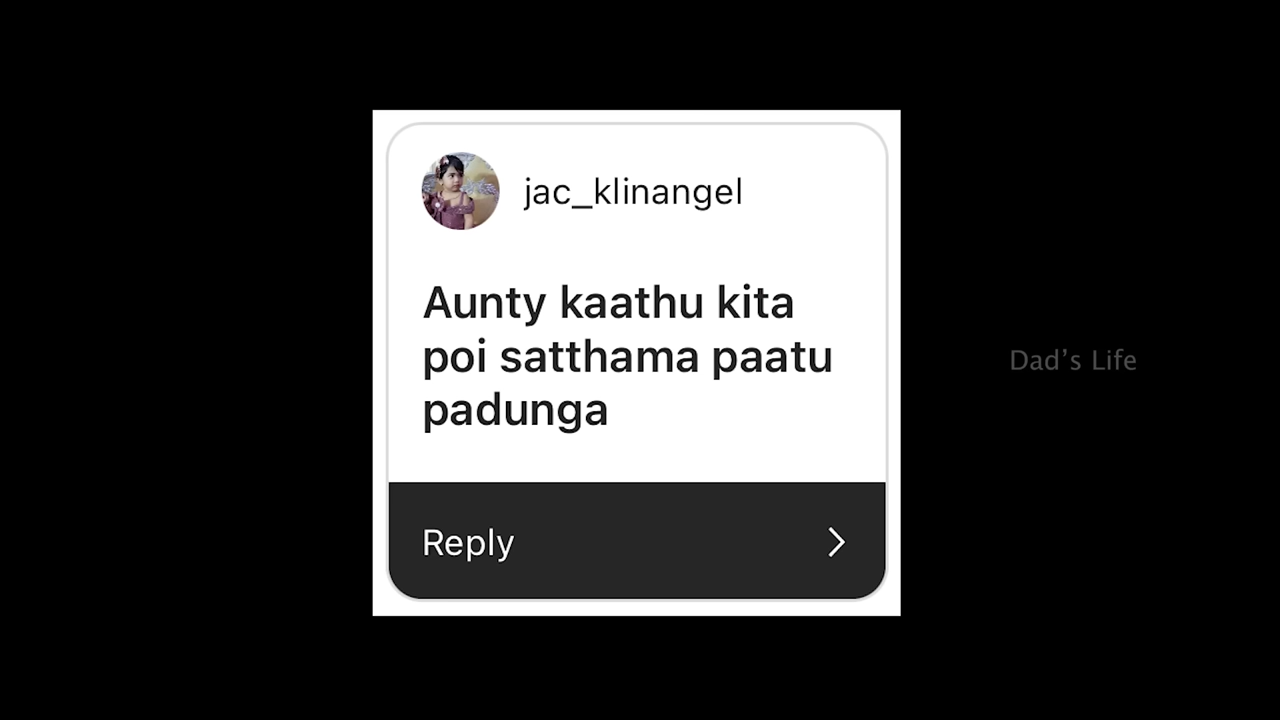 jac_klinangel
Aunty kaathu kita
poi satthama paatu
padunga
Reply
Dad’s Life